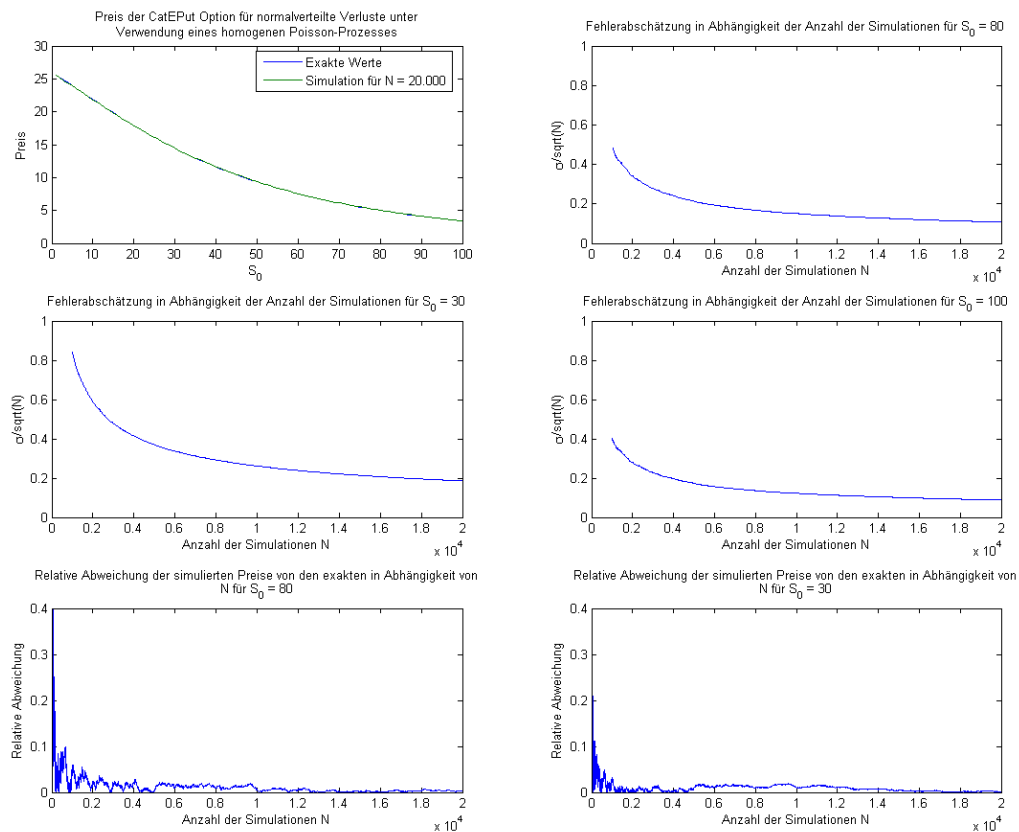 Preis der CatEPut Option für normalverteilte Verluste unter
Verwendung eines homogenen Poisson-Prozesses
30
25
20
15
10
5
0
Preis
Exakte Werte
Simulation für N = 20.000
0 10 20 30 40 50 60 70 80 90 100
S0
Fehlerabschätzung in Abhängigkeit der Anzahl der Simulationen für S0 = 80
1
0.8
0.6
0.4
0.2
0
σ/sqrt(N)
0 0.2 0.4 0.6 0.8 1 1.2 1.4 1.6 1.8 2
Anzahl der Simulationen N
x 10^4
Fehlerabschätzung in Abhängigkeit der Anzahl der Simulationen für S0 = 30
1
0.8
0.6
0.4
0.2
0
σ/sqrt(N)
0 0.2 0.4 0.6 0.8 1 1.2 1.4 1.6 1.8 2
Anzahl der Simulationen N
x 10^4
Fehlerabschätzung in Abhängigkeit der Anzahl der Simulationen für S0 = 100
1
0.8
0.6
0.4
0.2
0
σ/sqrt(N)
0 0.2 0.4 0.6 0.8 1 1.2 1.4 1.6 1.8 2
Anzahl der Simulationen N
x 10^4
Relative Abweichung der simulierten Preise von den exakten in Abhängigkeit von
N für S0 = 80
0.4
0.3
0.2
0.1
0
Relative Abweichung
0 0.2 0.4 0.6 0.8 1 1.2 1.4 1.6 1.8 2
Anzahl der Simulationen N
x 10^4
Relative Abweichung der simulierten Preise von den exakten in Abhängigkeit von
N für S0 = 30
0.4
0.3
0.2
0.1
0
Relative Abweichung
0 0.2 0.4 0.6 0.8 1 1.2 1.4 1.6 1.8 2
Anzahl der Simulationen N
x 10^4